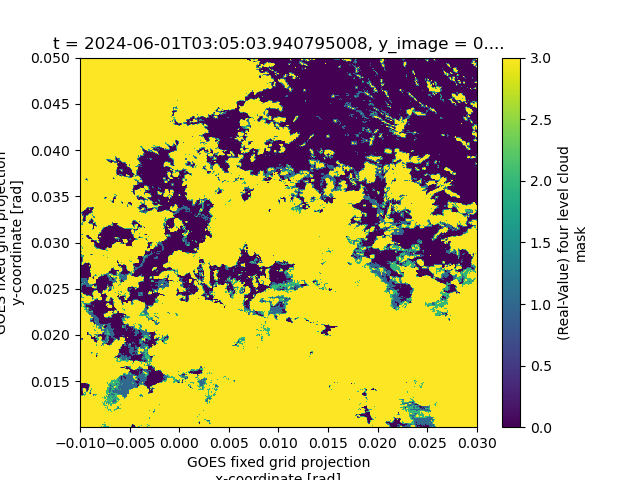 t = 2024-06-01T03:05:03.940795008, y_image = 0....
0.050
0.045
0.040
0.035
0.030
0.025
0.020
0.015
GOES fixed grid projection
y-coordinate [rad]
−0.010 −0.005 0.000 0.005 0.010 0.015 0.020 0.025 0.030
GOES fixed grid projection
x-coordinate [rad]
3.0
2.5
2.0
1.5
1.0
0.5
0.0
(Real-Value) four level cloud
mask